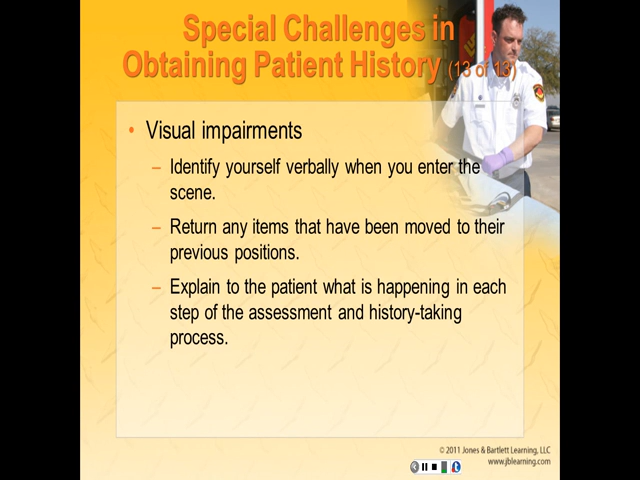 Special Challenges in
Obtaining Patient History (13 of 13)
• Visual impairments
– Identify yourself verbally when you enter the
scene.
– Return any items that have been moved to their
previous positions.
– Explain to the patient what is happening in each
step of the assessment and history-taking
process.
© 2011 Jones & Bartlett Learning, LLC
www.jblearning.com